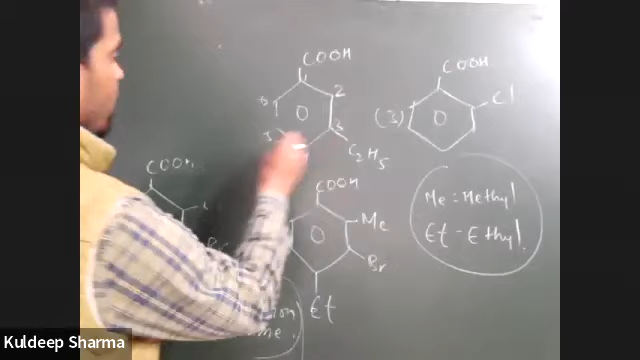 COOH
2
3
C2H5
COOH
(3)
Cl
COOH
COOH
Me
Br
Et
Me = Methyl
Et - Ethyl.
Kuldeep Sharma